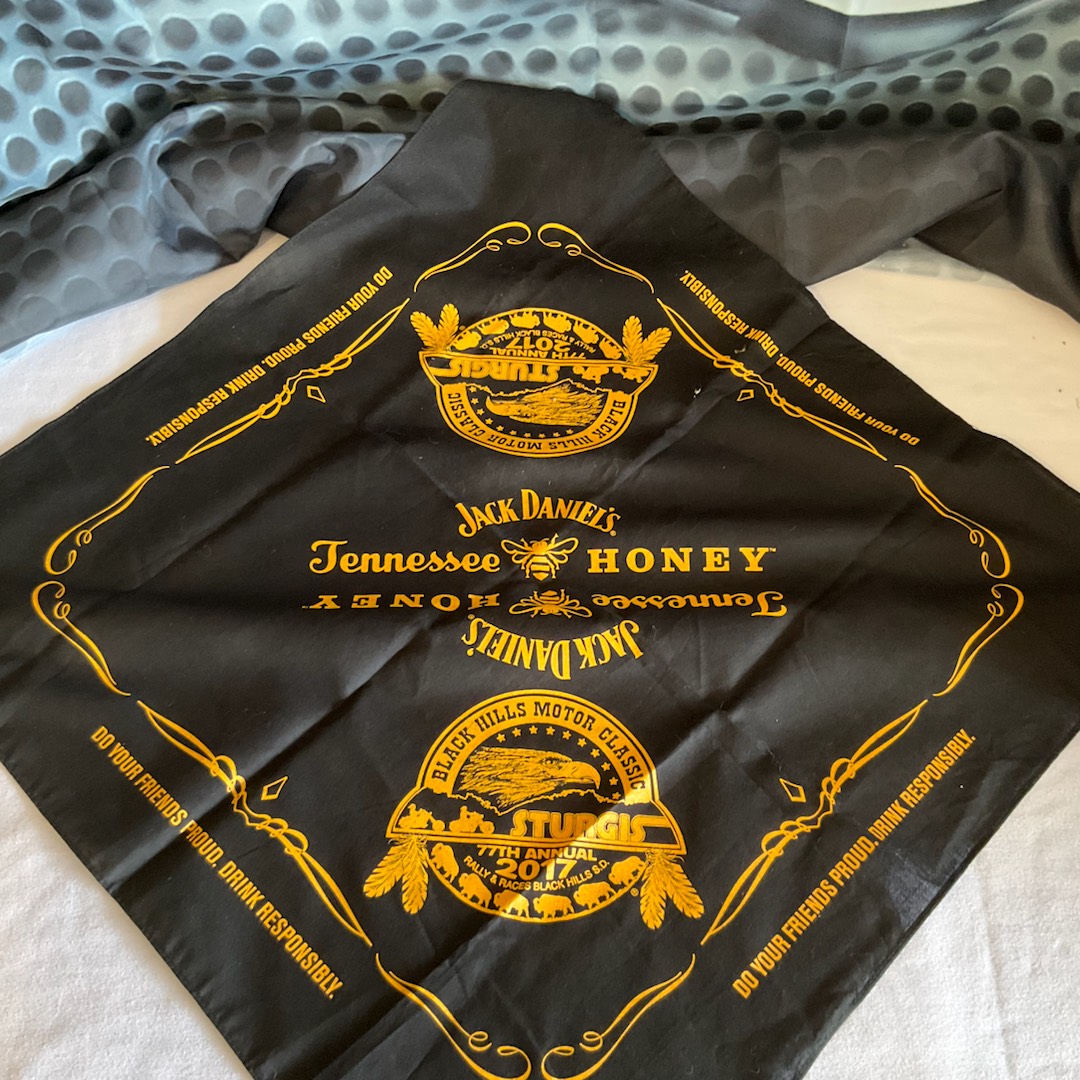 DO YOUR FRIENDS PROUD. DRINK RESPONSIBLY.
DO YOUR FRIENDS PROUD. DRINK RESPONSIBLY.
RALLY & RACES BLACK HILLS S.D.
2017
77TH ANNUAL
STURGIS
BLACK HILLS MOTOR CLASSIC
JACK DANIEL'S
Tennessee HONEY™
Tennessee HONEY™
JACK DANIEL'S
BLACK HILLS MOTOR CLASSIC
STURGIS
77TH ANNUAL
2017
RALLY & RACES BLACK HILLS S.D.
®
DO YOUR FRIENDS PROUD. DRINK RESPONSIBLY.
DO YOUR FRIENDS PROUD. DRINK RESPONSIBLY.